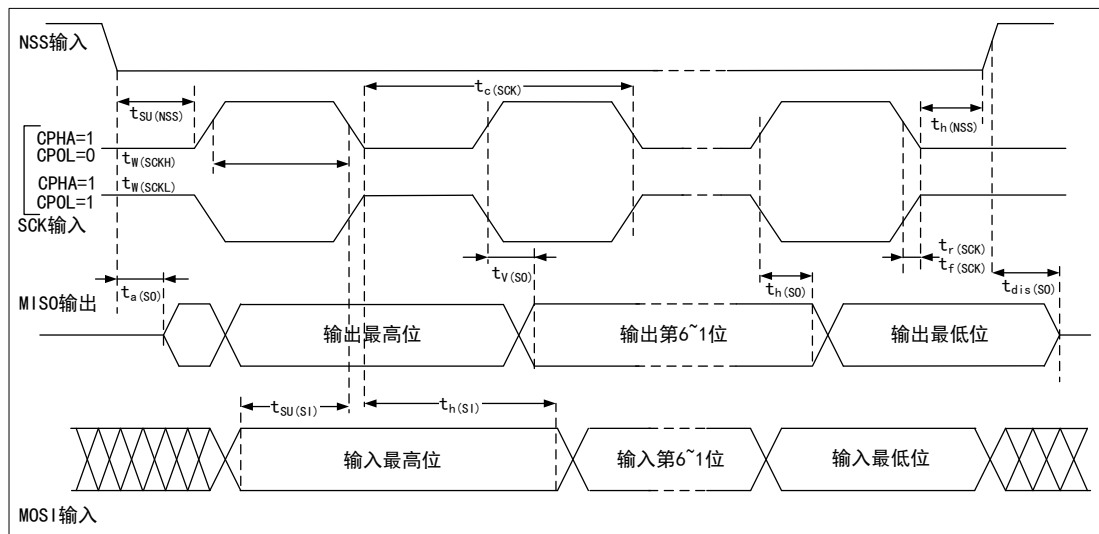 NSS输入
tc(SCK)
tSU(NSS)
th(NSS)
CPHA=1
CPOL=0
tW(SCKH)
CPHA=1
tW(SCKL)
CPOL=1
SCK输入
tr(SCK)
tV(SO)
tf(SCK)
ta(SO)
th(SO)
tdis(SO)
MISO输出
输出最高位
输出第6~1位
输出最低位
tSU(SI)
th(SI)
输入最高位
输入第6~1位
输入最低位
MOSI输入